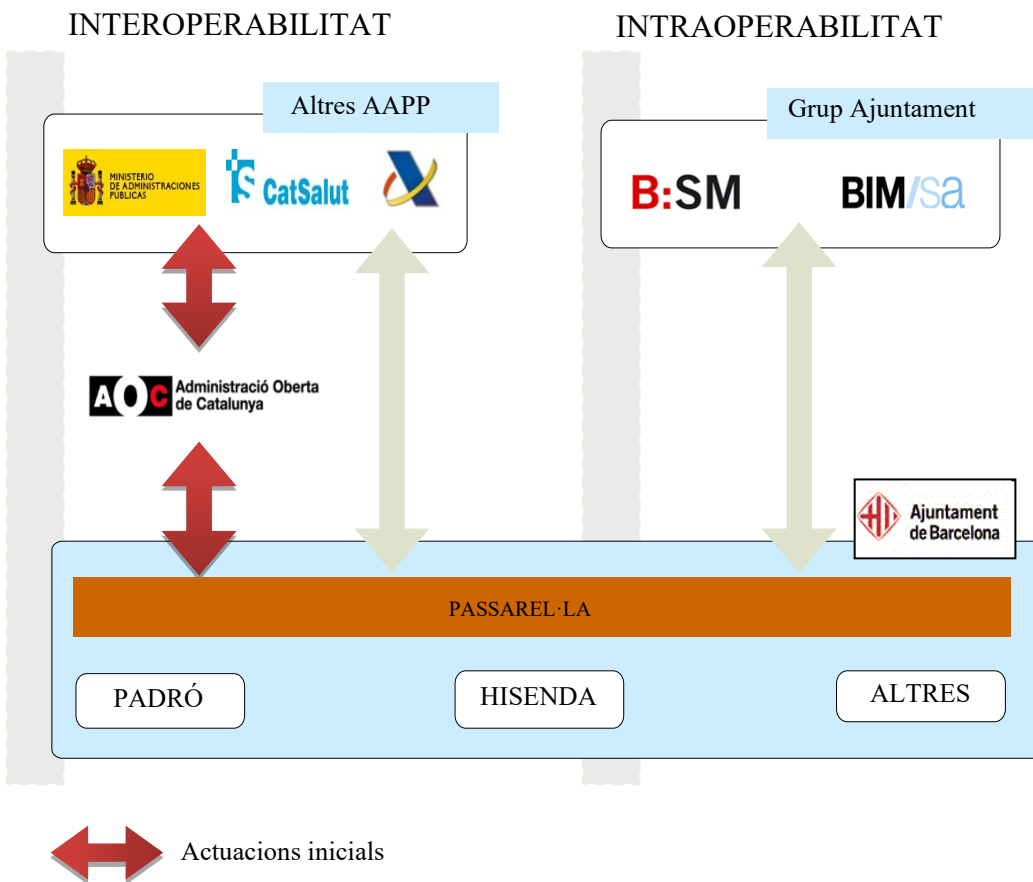 INTEROPERABILITAT
INTRAOPERABILITAT
Altres AAPP
Grup Ajuntament
MINISTERIO
DE ADMINISTRACIONES
PÚBLICAS
CatSalut
B:SM
BIM/sa
AOC
Administració Oberta
de Catalunya
Ajuntament
de Barcelona
PASSAREL·LA
PADRÓ
HISENDA
ALTRES
Actuacions inicials